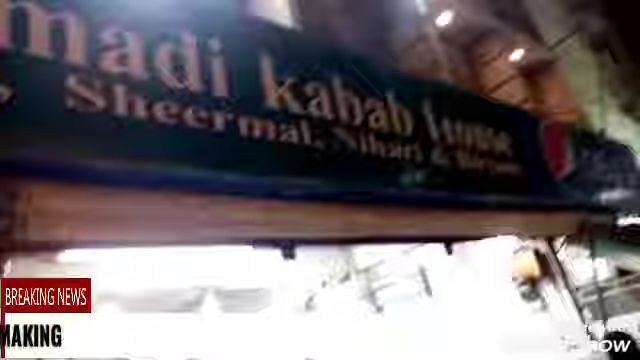 madi kabab House
Sheermal, Nihari &
BREAKING NEWS
MAKING